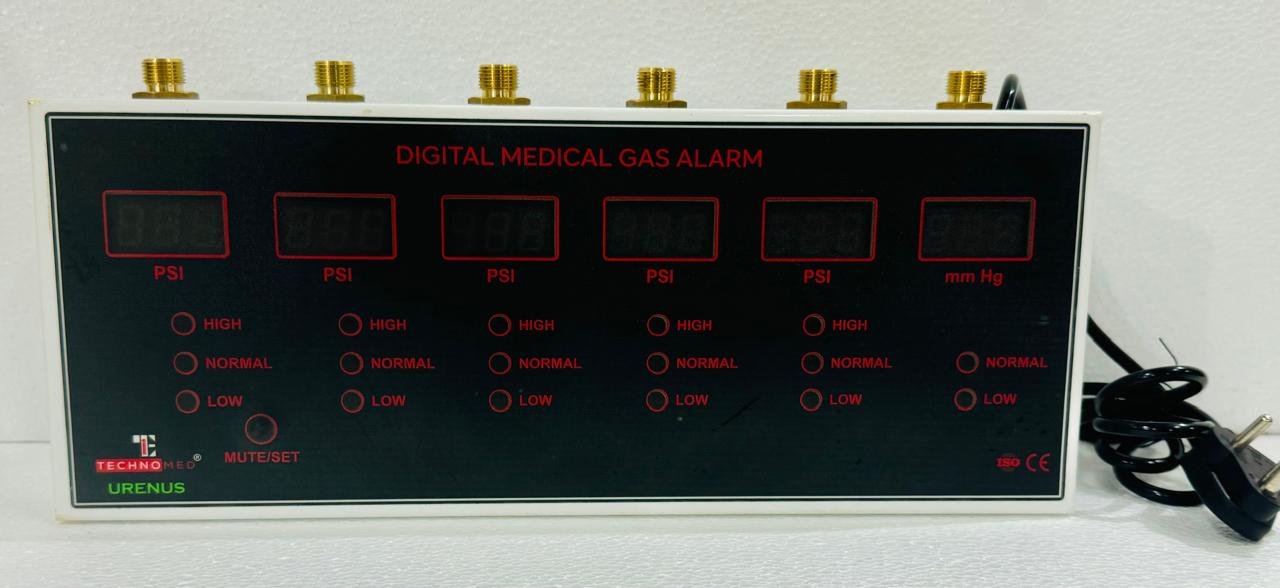 DIGITAL MEDICAL GAS ALARM
PSI PSI PSI PSI PSI mm Hg
HIGH HIGH HIGH HIGH HIGH
NORMAL NORMAL NORMAL NORMAL NORMAL NORMAL
LOW LOW LOW LOW LOW LOW
MUTE/SET
TECHNOMED®
URENUS
ISO CE